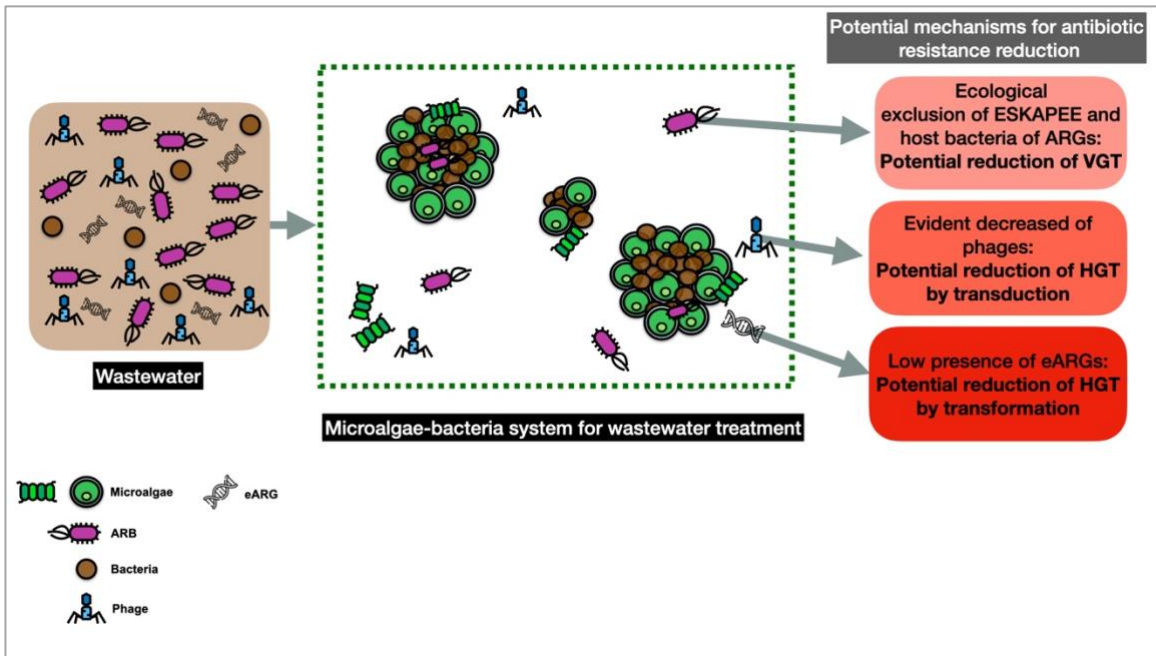 Potential mechanisms for antibiotic
resistance reduction
Ecological
exclusion of ESKAPEE and
host bacteria of ARGs:
Potential reduction of VGT
Evident decreased of
phages:
Potential reduction of HGT
by transduction
Low presence of eARGs:
Potential reduction of HGT
by transformation
Wastewater
Microalgae-bacteria system for wastewater treatment
Microalgae
eARG
ARB
Bacteria
Phage